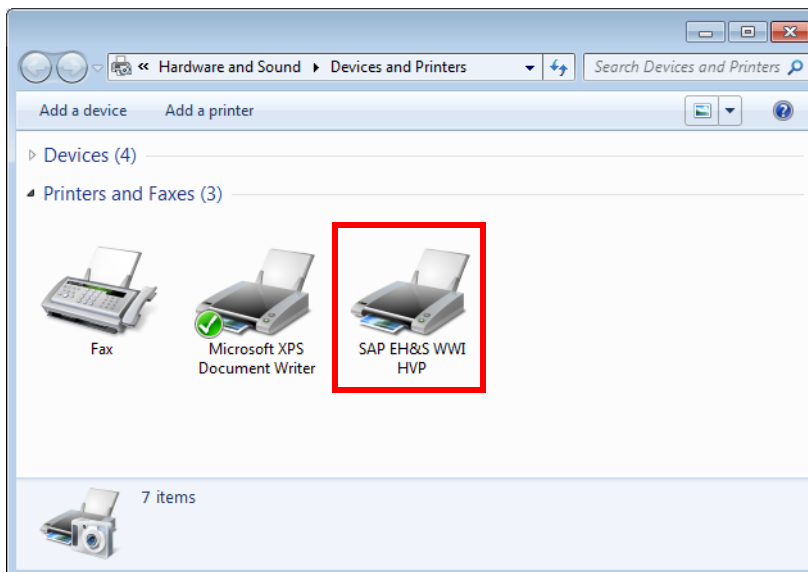 « Hardware and Sound Devices and Printers
Search Devices and Printers
Add a device Add a printer
Devices (4)
Printers and Faxes (3)
Fax
Microsoft XPS
Document Writer
SAP EH&S WWI
HVP
7 items